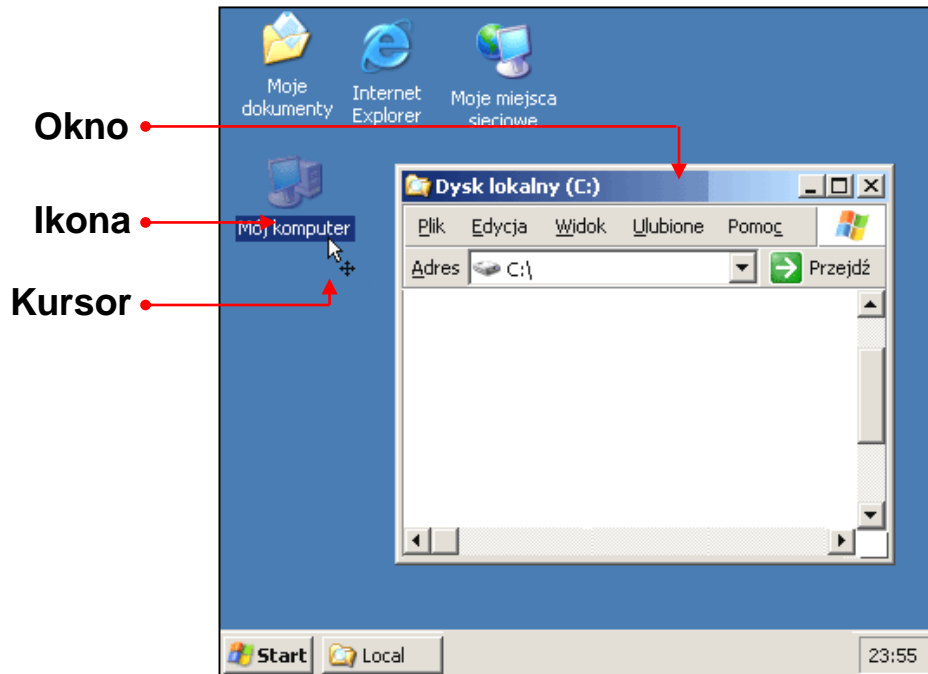 Moje
dokumenty
Internet
Explorer
Moje miejsca
sieciowe
Okno
Ikona
Mój komputer
Kursor
Dysk lokalny (C:)
Plik Edycja Widok Ulubione Pomoc
Adres C:\ Przejdź
Start Local 23:55